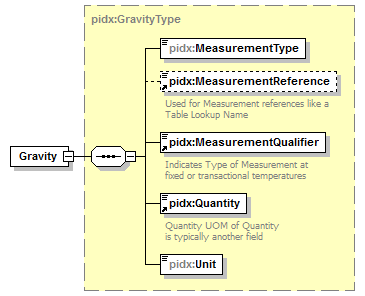 pidx:GravityType
pidx:MeasurementType
pidx:MeasurementReference
Used for Measurement references like a
Table Lookup Name
Gravity
pidx:MeasurementQualifier
Indicates Type of Measurement at
fixed or transactional temperatures
pidx:Quantity
Quantity UOM of Quantity
is typically another field
pidx:Unit